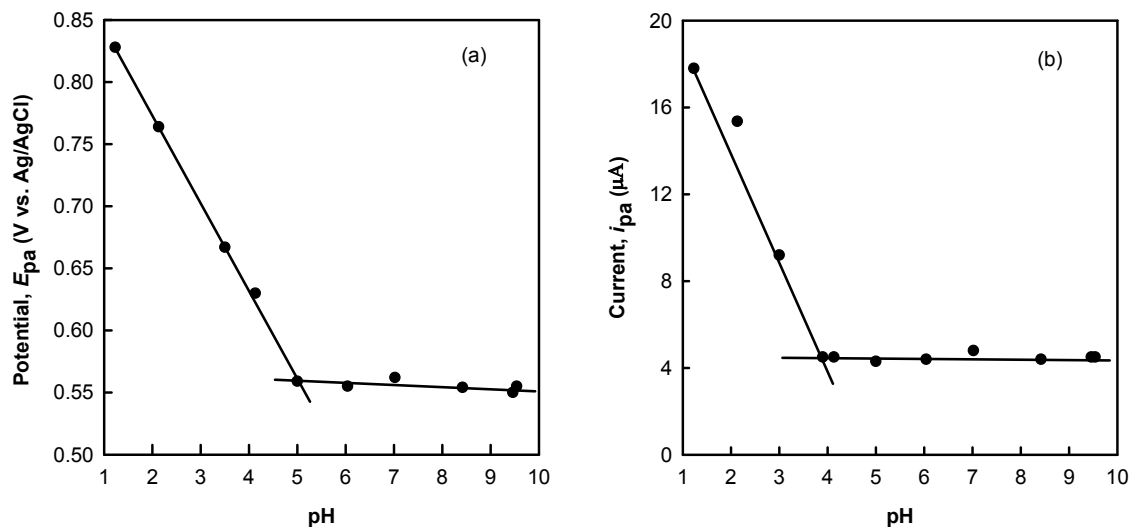 (a)
Potential, Epa (V vs. Ag/AgCl)
0.85
0.80
0.75
0.70
0.65
0.60
0.55
0.50
1 2 3 4 5 6 7 8 9 10
pH
(b)
Current, ipa (µA)
20
16
12
8
4
0
1 2 3 4 5 6 7 8 9 10
pH